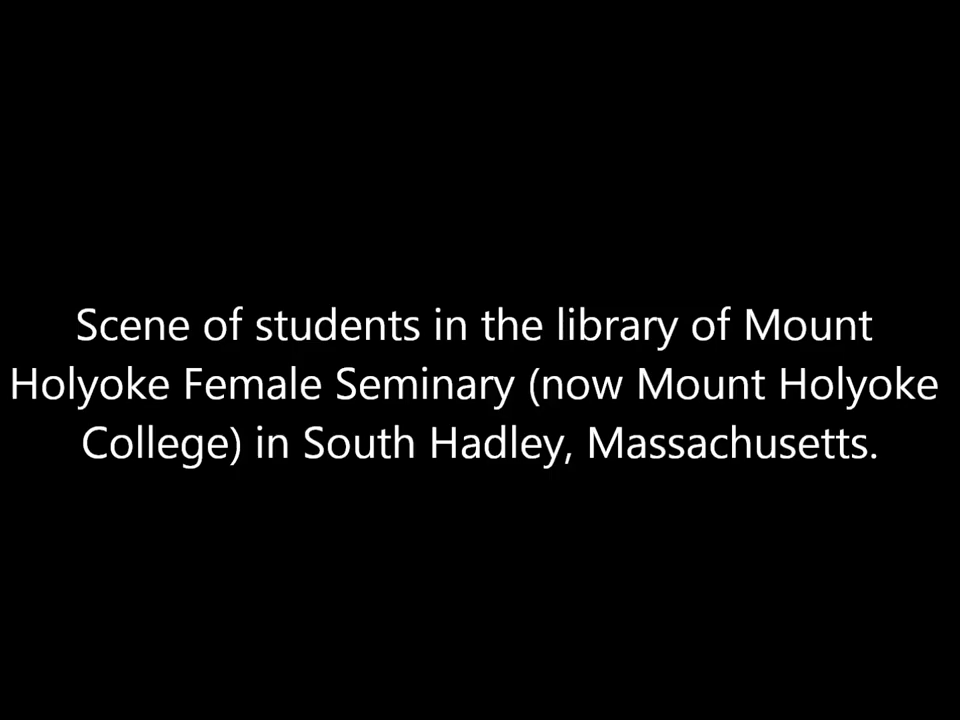 Scene of students in the library of Mount
Holyoke Female Seminary (now Mount Holyoke
College) in South Hadley, Massachusetts.